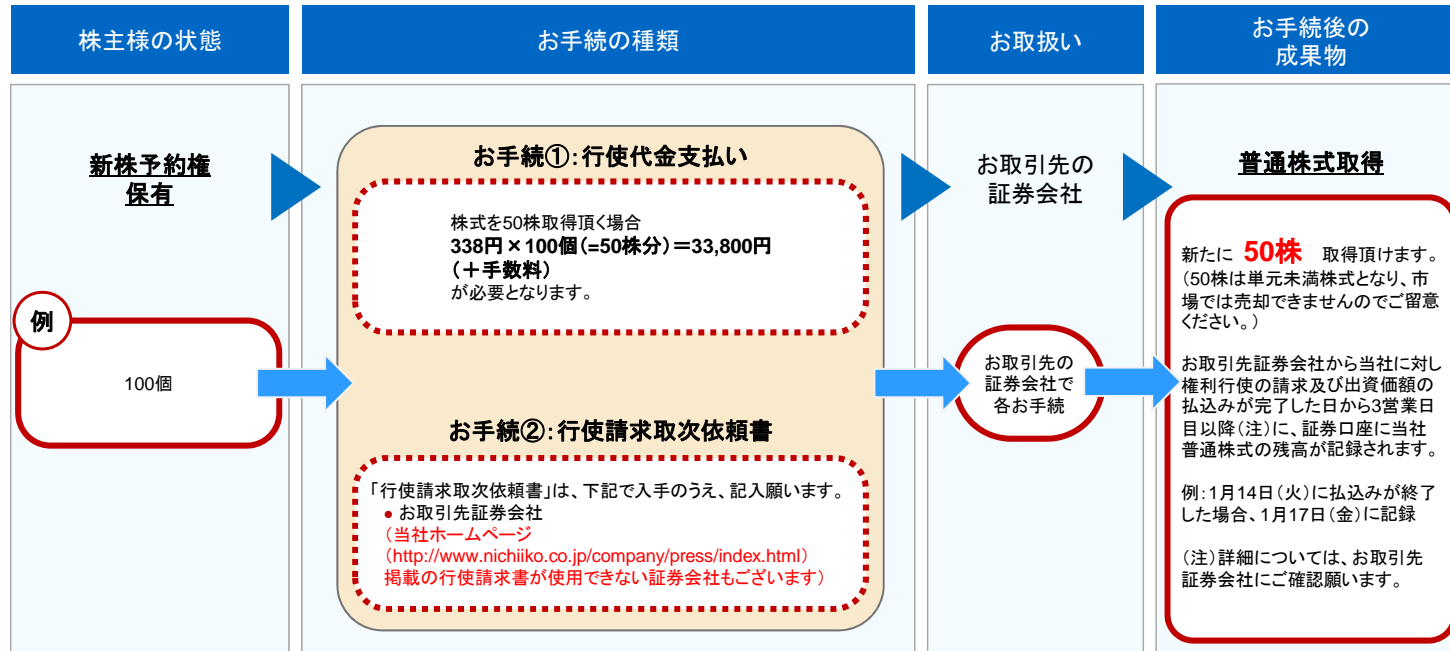 株主様の状態
お手続の種類
お取扱い
お手続後の
成果物
新株予約権
保有
例
100個
お手続①:行使代金支払い
株式を50株取得頂く場合
338円×100個(=50株分)=33,800円
(+手数料)
が必要となります。
お手続②:行使請求取次依頼書
「行使請求取次依頼書」は、下記で入手のうえ、記入願います。
● お取引先証券会社
(当社ホームページ
(http://www.nichiiko.co.jp/company/press/index.html)
掲載の行使請求書が使用できない証券会社もございます)
お取引先の
証券会社
お取引先の
証券会社で
各お手続
普通株式取得
新たに 50株 取得頂けます。
(50株は単元未満株式となり、市
場では売却できませんのでご留意
ください。)
お取引先証券会社から当社に対し
権利行使の請求及び出資価額の
払込みが完了した日から3営業日
目以降(注)に、証券口座に当社
普通株式の残高が記録されます。
例:1月14日(火)に払込みが終了
した場合、1月17日(金)に記録
(注)詳細については、お取引先
証券会社にご確認願います。